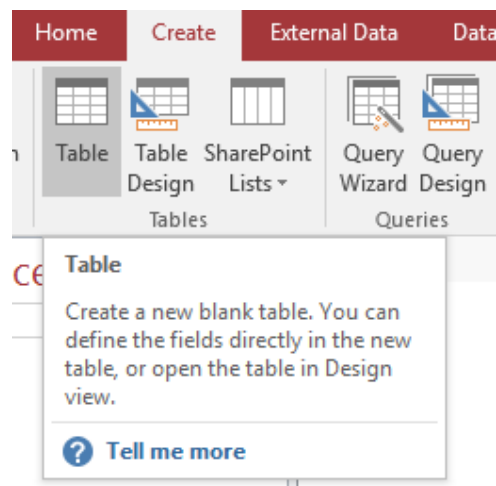 Home Create External Data Data
Table Table Design SharePoint Lists Query Wizard Query Design
Tables Queries
ce
Table
Create a new blank table. You can
define the fields directly in the new
table, or open the table in Design
view.
Tell me more